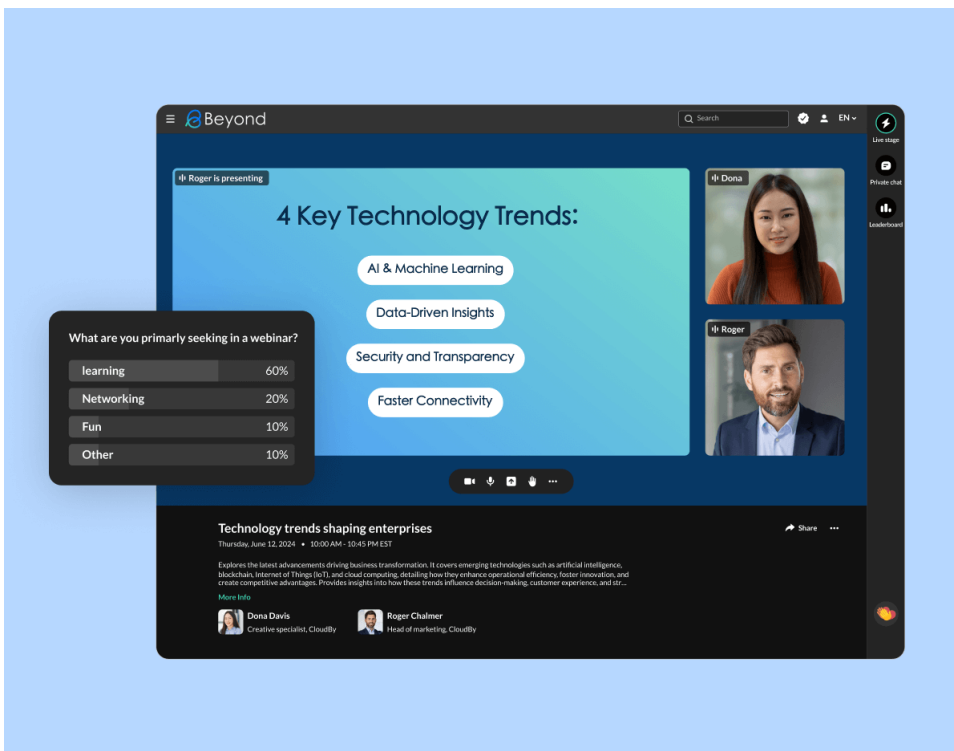 Beyond
Search
EN
Live stage
Private chat
Leaderboard
Roger is presenting
4 Key Technology Trends:
AI & Machine Learning
Data-Driven Insights
Security and Transparency
Faster Connectivity
Dona
Roger
What are you primarly seeking in a webinar?
learning 60%
Networking 20%
Fun 10%
Other 10%
Technology trends shaping enterprises
Share
Thursday, June 12, 2024 • 10:00 AM - 10:45 PM EST
Explores the latest advancements driving business transformation. It covers emerging technologies such as artificial intelligence,
blockchain, Internet of Things (IoT), and cloud computing, detailing how they enhance operational efficiency, foster innovation, and
create competitive advantages. Provides insights into how these trends influence decision-making, customer experience, and str...
More Info
Dona Davis
Creative specialist, CloudBy
Roger Chalmer
Head of marketing, CloudBy